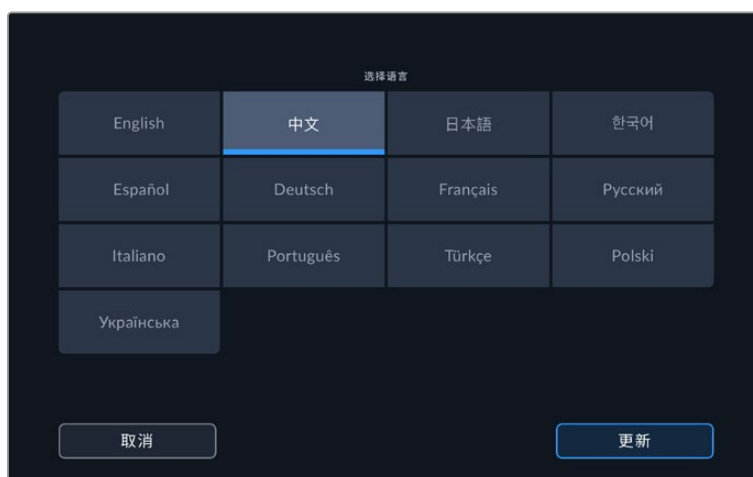 选择语言
English 中文 日本語 한국어
Español Deutsch Français Русский
Italiano Português Türkçe Polski
Українська
取消 更新